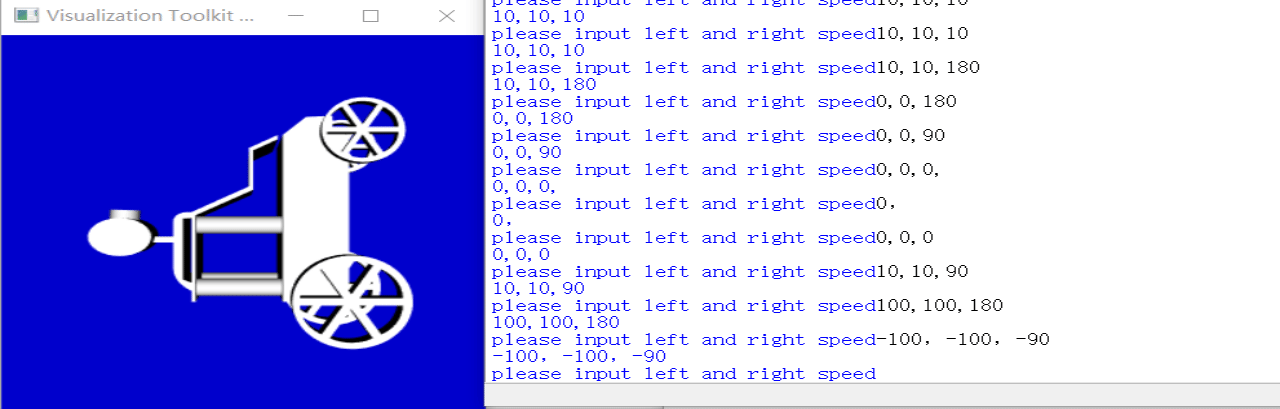 Visualization Toolkit ...
please input left and right speed10,10,10
10,10,10
please input left and right speed10,10,10
10,10,10
please input left and right speed10,10,180
10,10,180
please input left and right speed0,0,180
0,0,180
please input left and right speed0,0,90
0,0,90
please input left and right speed0,0,0,
0,0,0,
please input left and right speed0，
0，
please input left and right speed0,0,0
0,0,0
please input left and right speed10,10,90
10,10,90
please input left and right speed100,100,180
100,100,180
please input left and right speed-100，-100，-90
-100，-100，-90
please input left and right speed